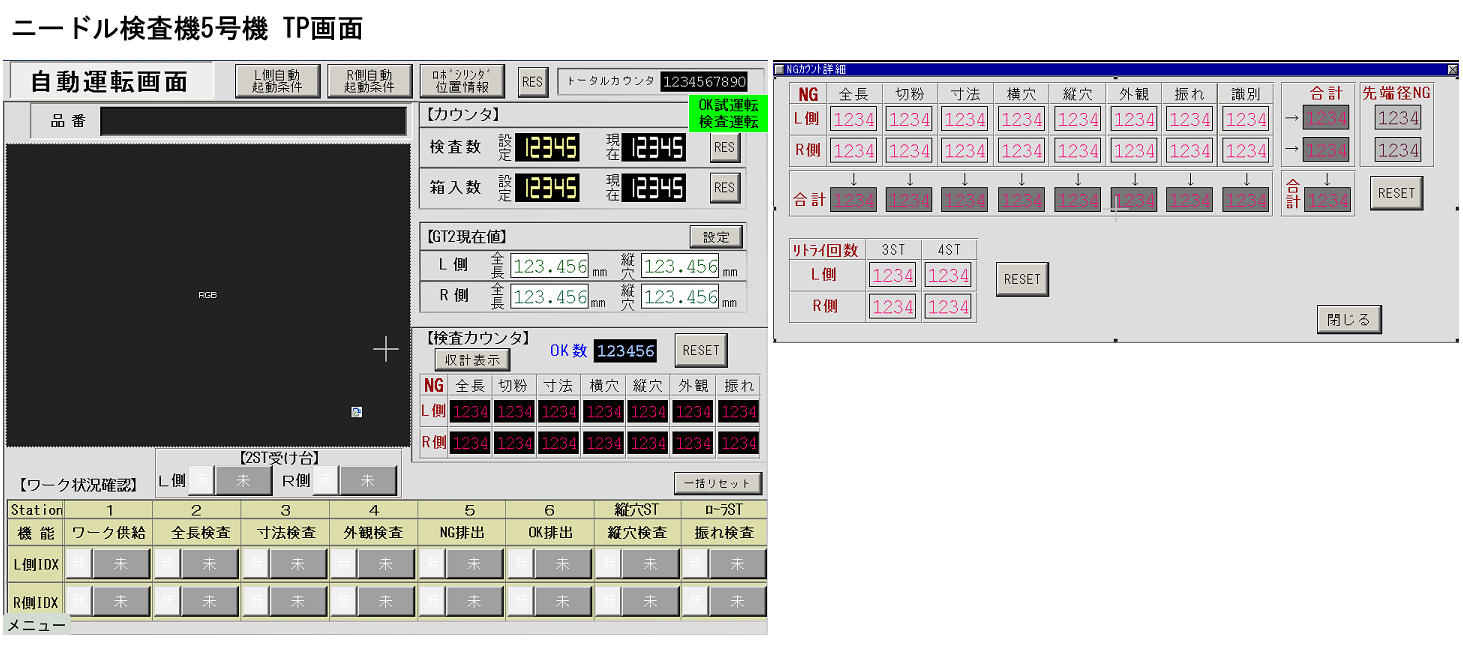 ニードル検査機5号機 TP画面
自動運転画面
L側自動
起動条件
R側自動
起動条件
ﾛﾎﾞｼﾘﾝﾀﾞ
位置情報
RES
トータルカウンタ 1234567890
品番
【カウンタ】
OK試運転
検査運転
検査数 設定 12345 現在 12345 RES
箱入数 設定 12345 現在 12345 RES
RGB
【GT2現在値】 設定
L側 全長 123.456 mm 縦穴 123.456 mm
R側 全長 123.456 mm 縦穴 123.456 mm
【検査カウンタ】
収計表示
OK数 123456 RESET
NG 全長 切粉 寸法 横穴 縦穴 外観 振れ
L側 1234 1234 1234 1234 1234 1234 1234
R側 1234 1234 1234 1234 1234 1234 1234
【2ST受け台】
【ワーク状況確認】 L側 無 未 R側 無 未
一括リセット
Station 1 2 3 4 5 6 縦穴ST ﾛｰﾗST
機能 ワーク供給 全長検査 寸法検査 外観検査 NG排出 OK排出 縦穴検査 振れ検査
L側IDX 無 未 無 未 無 未 無 未 無 未 無 未 無 未 無 未
R側IDX 無 未 無 未 無 未 無 未 無 未 無 未 無 未 無 未
メニュー
NGｶｳﾝﾄ詳細
NG 全長 切粉 寸法 横穴 縦穴 外観 振れ 識別 合計 先端径NG
L側 1234 1234 1234 1234 1234 1234 1234 1234 → 1234 1234
R側 1234 1234 1234 1234 1234 1234 1234 1234 → 1234 1234
↓ ↓ ↓ ↓ ↓ ↓ ↓ ↓ ↓
合計 1234 1234 1234 1234 1234 1234 1234 1234 合計 1234 RESET
ﾘﾄﾗｲ回数 3ST 4ST
L側 1234 1234 RESET
R側 1234 1234
閉じる